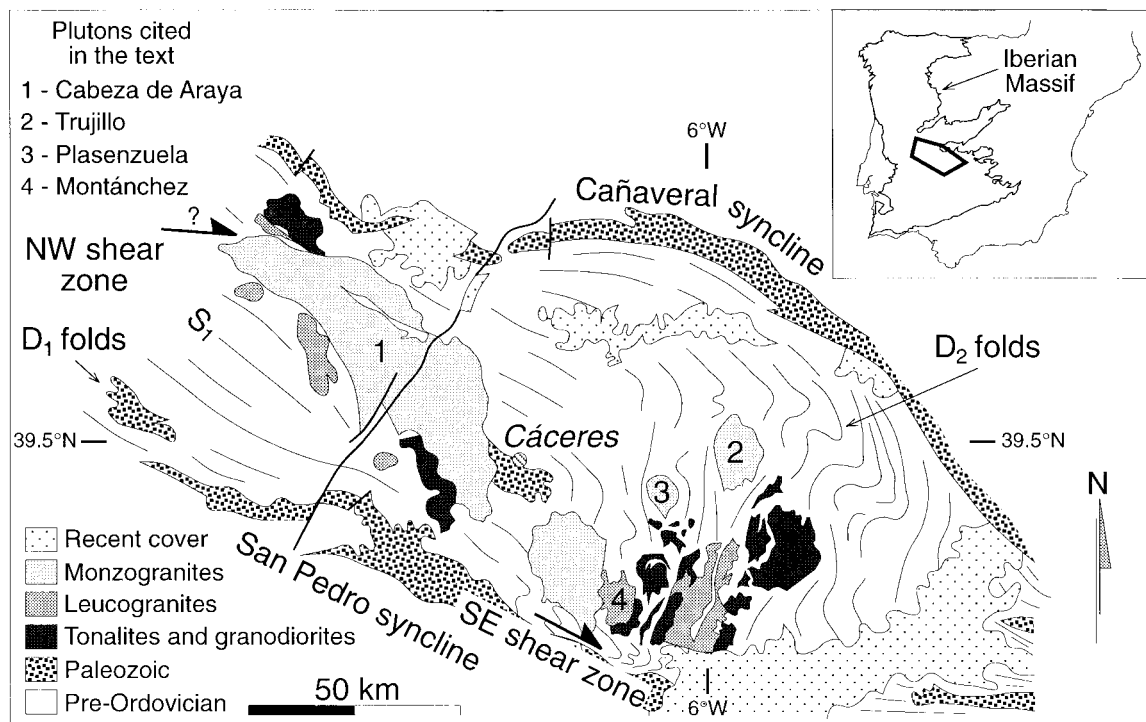 Plutons cited
in the text
1 - Cabeza de Araya
2 - Trujillo
3 - Plasenzuela
4 - Montánchez
Iberian
Massif
6°W
Cañaveral syncline
?
NW shear
zone
S1
D1 folds
1
D2 folds
39.5°N
Cáceres
2
39.5°N
3
N
4
San Pedro syncline
SE shear zone
Recent cover
Monzogranites
Leucogranites
Tonalites and granodiorites
Paleozoic
Pre-Ordovician
50 km
6°W